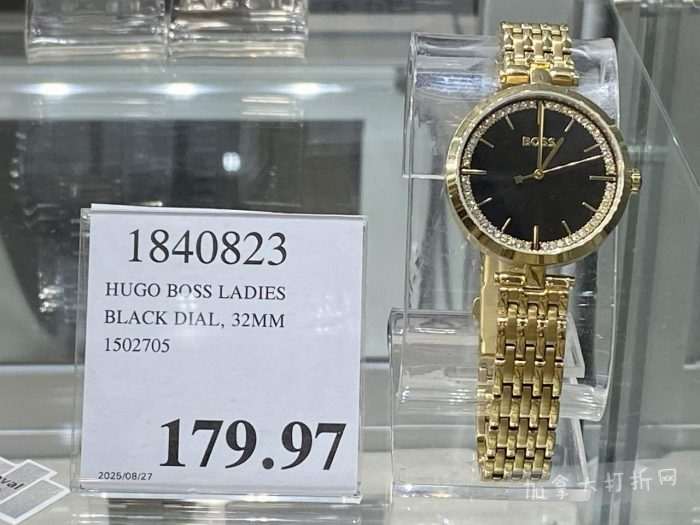 1840823
HUGO BOSS LADIES
BLACK DIAL, 32MM
1502705
179.97
2025/08/27
BOSS
加拿大打折网